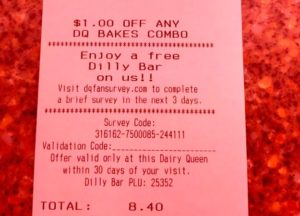 $1.00 OFF ANY
DQ BAKES COMBO
************************************
Enjoy a free
Dilly Bar
on us!!
Visit dqfansurvey.com to complete
a brief survey in the next 3 days.
************************************
Survey Code:
316162-7500085-244111
Validation Code:____________________
Offer valid only at this Dairy Queen
within 30 days of your visit.
Dilly Bar PLU: 25352
TOTAL: 8.40